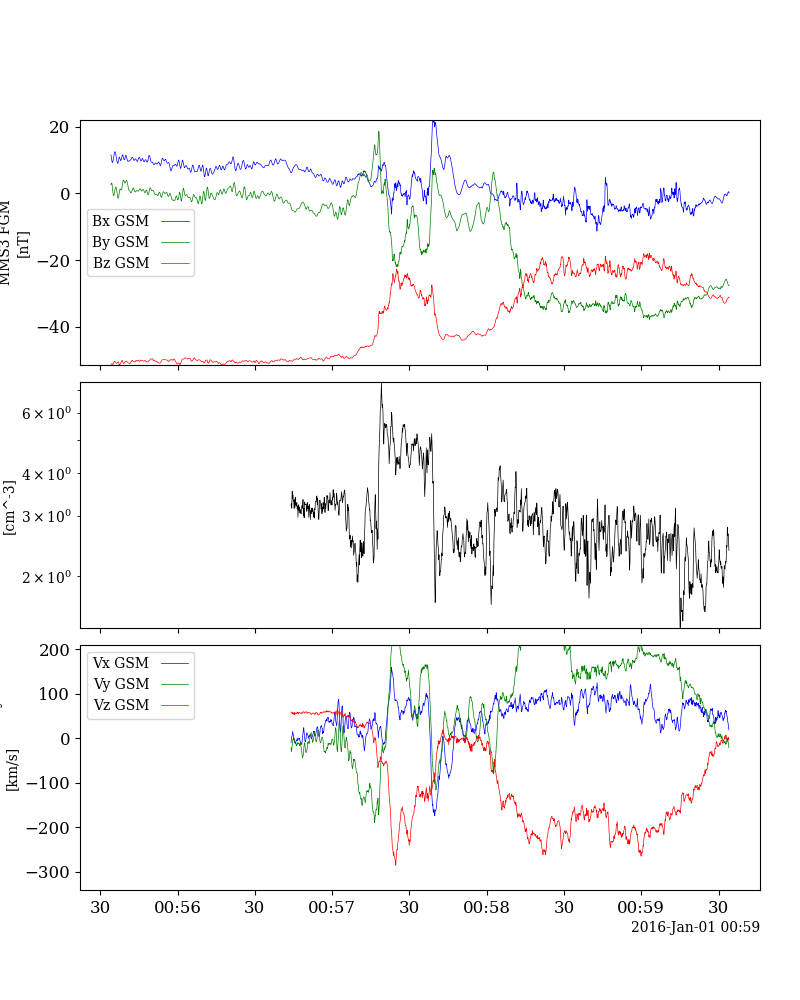 20
0
−20
−40
MMS3 FGM
[nT]
Bx GSM
By GSM
Bz GSM
6 × 10⁰
4 × 10⁰
3 × 10⁰
2 × 10⁰
[cm^-3]
200
100
0
−100
−200
−300
[km/s]
Vx GSM
Vy GSM
Vz GSM
30 00:56 30 00:57 30 00:58 30 00:59 30
2016-Jan-01 00:59